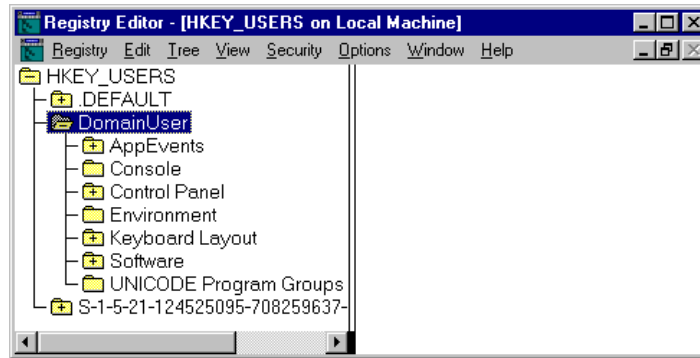 Registry Editor - [HKEY_USERS on Local Machine]
Registry Edit Tree View Security Options Window Help
HKEY_USERS
.DEFAULT
DomainUser
AppEvents
Console
Control Panel
Environment
Keyboard Layout
Software
UNICODE Program Groups
S-1-5-21-124525095-708259637-